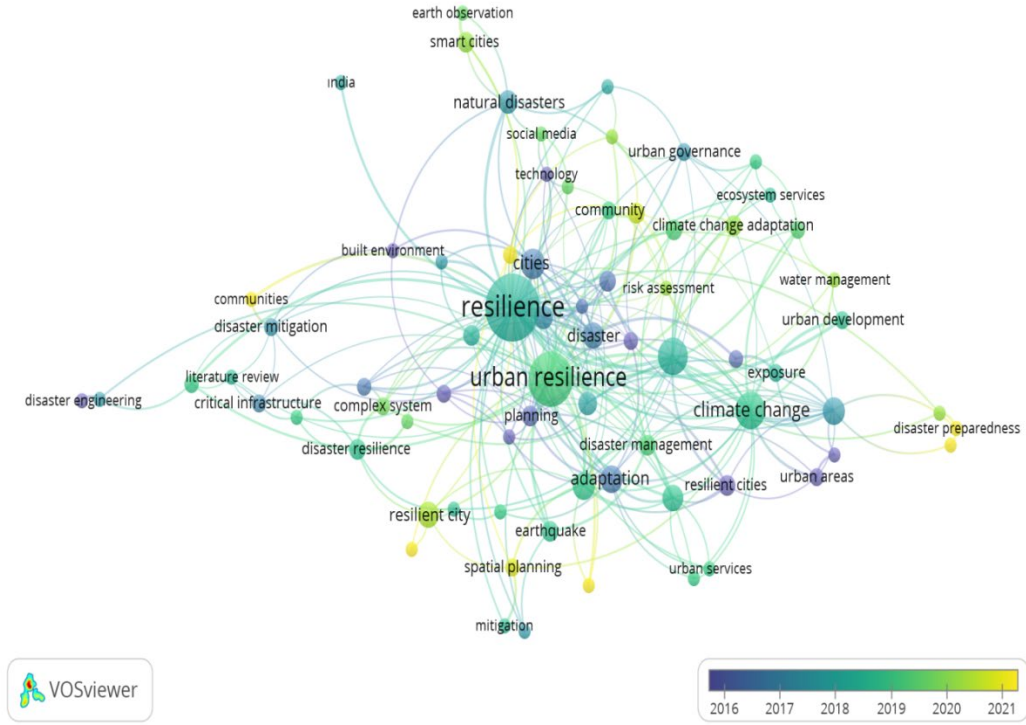 earth observation
smart cities
ındia
natural disasters
social media
urban governance
technology
ecosystem services
community
climate change adaptation
built environment
cities
water management
risk assessment
communities
resilience
urban development
disaster mitigation
disaster
literature review
urban resilience
exposure
disaster engineering
critical infrastructure
complex system
planning
climate change
disaster preparedness
disaster resilience
disaster management
adaptation
resilient cities
urban areas
resilient city
earthquake
spatial planning
urban services
mitigation
VOSviewer
2016 2017 2018 2019 2020 2021